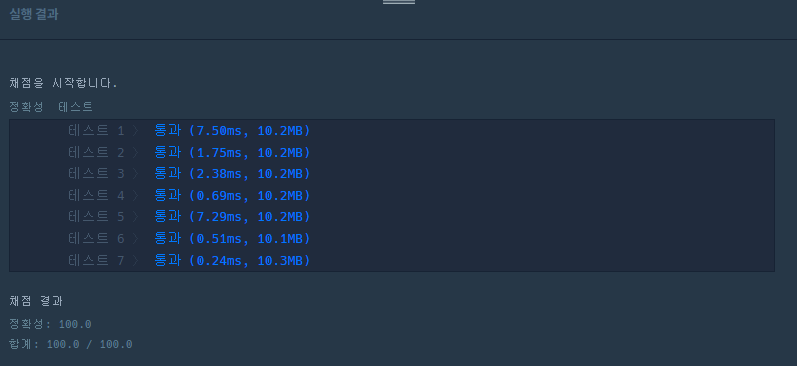 실행 결과
채점을 시작합니다.
정확성 테스트
테스트 1 〉 통과 (7.50ms, 10.2MB)
테스트 2 〉 통과 (1.75ms, 10.2MB)
테스트 3 〉 통과 (2.38ms, 10.2MB)
테스트 4 〉 통과 (0.69ms, 10.2MB)
테스트 5 〉 통과 (7.29ms, 10.2MB)
테스트 6 〉 통과 (0.51ms, 10.1MB)
테스트 7 〉 통과 (0.24ms, 10.3MB)
채점 결과
정확성: 100.0
합계: 100.0 / 100.0